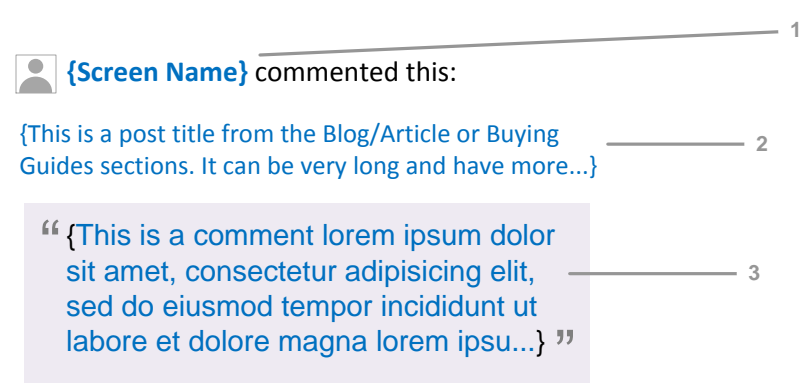 1
{Screen Name} commented this:
{This is a post title from the Blog/Article or Buying
Guides sections. It can be very long and have more...}
2
“ {This is a comment lorem ipsum dolor
sit amet, consectetur adipisicing elit,
sed do eiusmod tempor incididunt ut
labore et dolore magna lorem ipsu...} ”
3